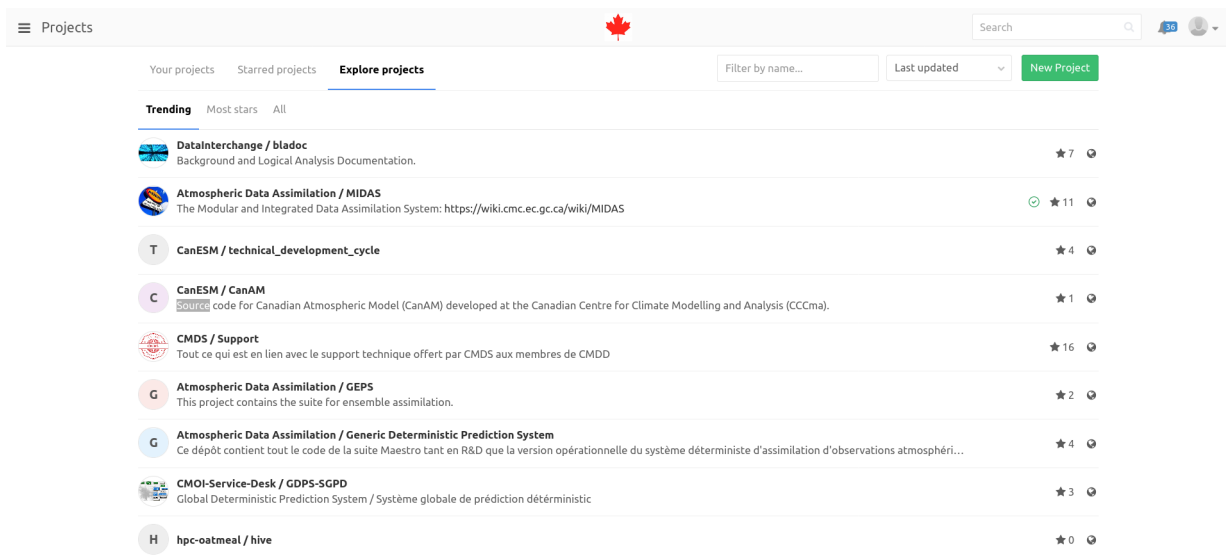 Projects
Search
36
Your projects Starred projects Explore projects
Filter by name...
Last updated
New Project
Trending Most stars All
DataInterchange / bladoc
Background and Logical Analysis Documentation.
7
Atmospheric Data Assimilation / MIDAS
The Modular and Integrated Data Assimilation System: https://wiki.cmc.ec.gc.ca/wiki/MIDAS
11
T
CanESM / technical_development_cycle
4
C
CanESM / CanAM
Source code for Canadian Atmospheric Model (CanAM) developed at the Canadian Centre for Climate Modelling and Analysis (CCCma).
1
CMDS / Support
Tout ce qui est en lien avec le support technique offert par CMDS aux membres de CMDD
16
G
Atmospheric Data Assimilation / GEPS
This project contains the suite for ensemble assimilation.
2
G
Atmospheric Data Assimilation / Generic Deterministic Prediction System
Ce dépôt contient tout le code de la suite Maestro tant en R&D que la version opérationnelle du système déterministe d'assimilation d'observations atmosphéri…
4
CMOI-Service-Desk / GDPS-SGPD
Global Deterministic Prediction System / Système globale de prédiction détérministic
3
H
hpc-oatmeal / hive
0